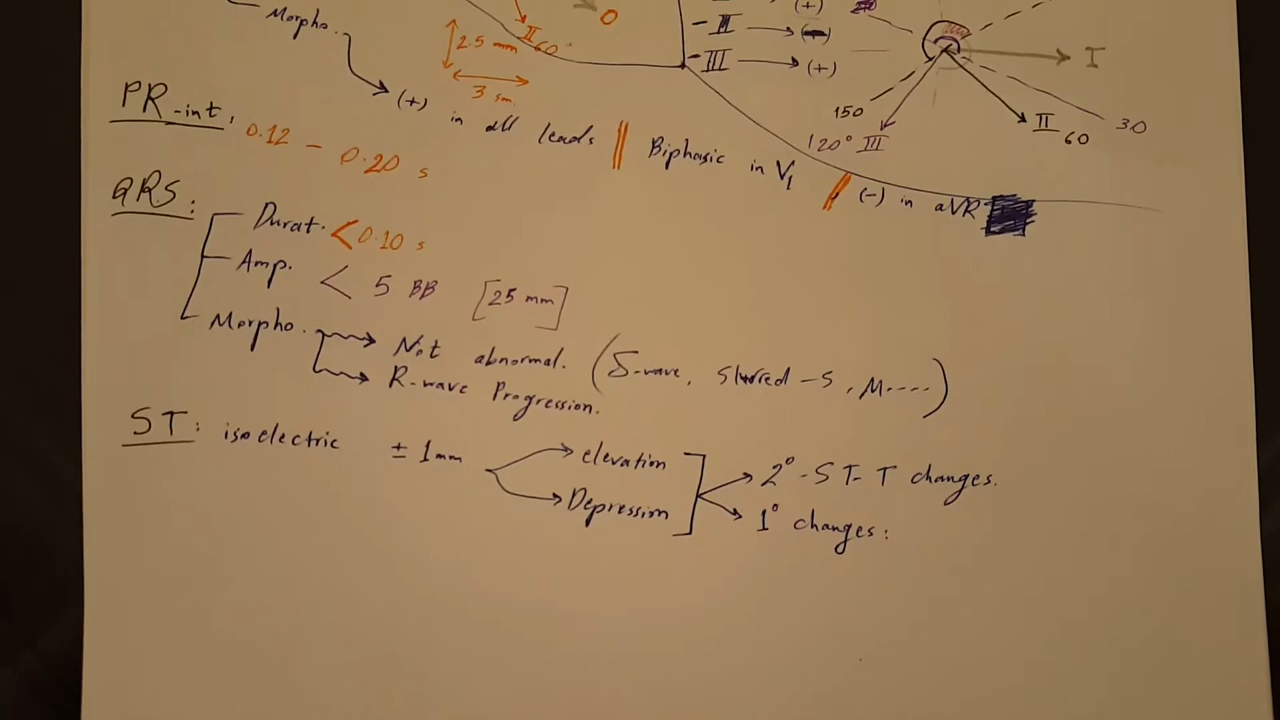 Morpho.
2.5 mm
3 sm.
II 60°
0
(+)
- II → (-)
- III → (+)
I
30
II 60
150
120° III
(+) in all leads || Biphasic in V1 // (-) in aVR
PR-int,
0.12 - 0.20 s
QRS:
Durat. < 0.10 s
Amp. < 5 BB [25 mm]
Morpho. → Not abnormal. (δ-wave, Slurred -S, M....)
→ R-wave Progression.
ST: isoelectric ± 1mm → elevation
→ Depression
→ 2° -ST-T changes.
→ 1° changes: